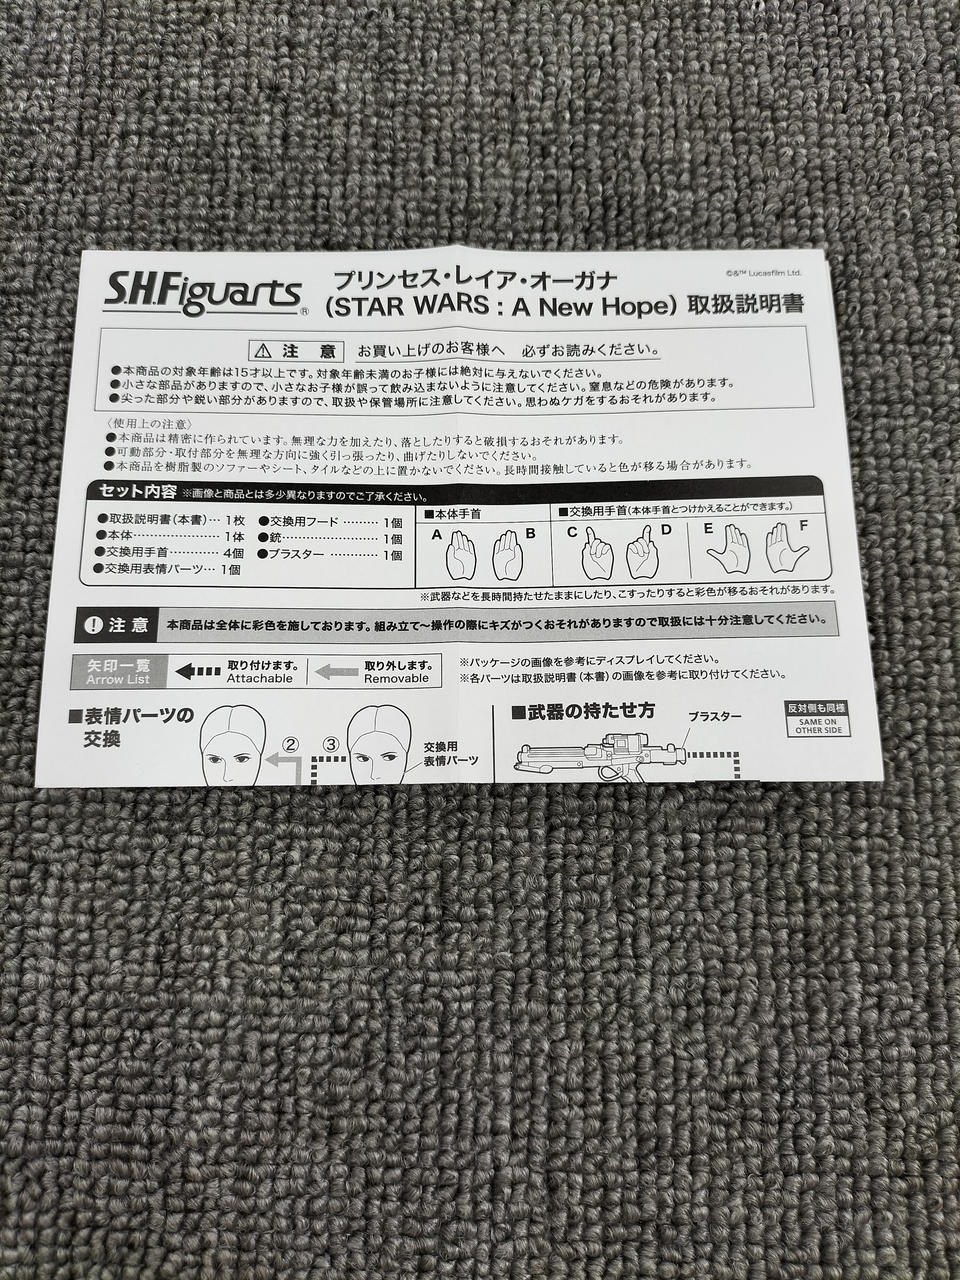 S.H.Figuarts®
プリンセス・レイア・オーガナ
(STAR WARS : A New Hope) 取扱説明書
©&™ Lucasfilm Ltd.
⚠ 注 意 お買い上げのお客様へ 必ずお読みください。
●本商品の対象年齢は15才以上です。対象年齢未満のお子様には絶対に与えないでください。
●小さな部品がありますので、小さなお子様が誤って飲み込まないように注意してください。窒息などの危険があります。
●尖った部分や鋭い部分がありますので、取扱や保管場所に注意してください。思わぬケガをするおそれがあります。
〈使用上の注意〉
●本商品は精密に作られています。無理な力を加えたり、落としたりすると破損するおそれがあります。
●可動部分・取付部分を無理な方向に強く引っ張ったり、曲げたりしないでください。
●本商品を樹脂製のソファーやシート、タイルなどの上に置かないでください。長時間接触していると色が移る場合があります。
セット内容 ※画像と商品とは多少異なりますのでご了承ください。
●取扱説明書(本書)… 1枚
●本体……………… 1体
●交換用手首………… 4個
●交換用表情パーツ… 1個
●交換用フード ……… 1個
●銃………………… 1個
●ブラスター ………… 1個
■本体手首
A B
■交換用手首(本体手首とつけかえることができます。)
C D E F
※武器などを長時間持たせたままにしたり、こすったりすると彩色が移るおそれがあります。
! 注 意 本商品は全体に彩色を施しております。組み立て〜操作の際にキズがつくおそれがありますので取扱には十分注意してください。
矢印一覧
Arrow List
取り付けます。
Attachable
取り外します。
Removable
※パッケージの画像を参考にディスプレイしてください。
※各パーツは取扱説明書(本書)の画像を参考に取り付けてください。
■表情パーツの
交換
② ③
交換用
表情パーツ
■武器の持たせ方
ブラスター
反対側も同様
SAME ON
OTHER SIDE